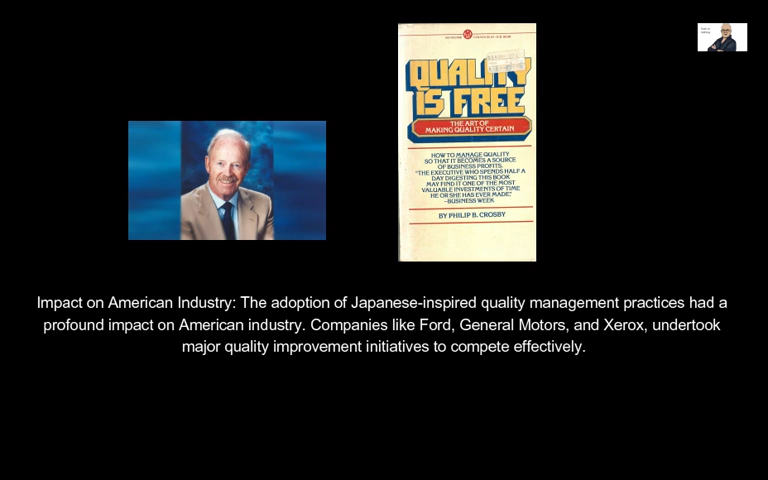 QUALITY
IS FREE
THE ART OF
MAKING QUALITY CERTAIN
HOW TO MANAGE QUALITY
SO THAT IT BECOMES A SOURCE
OF BUSINESS PROFITS.
"THE EXECUTIVE WHO SPENDS HALF A
DAY DIGESTING THIS BOOK
MAY FIND IT ONE OF THE MOST
VALUABLE INVESTMENTS OF TIME
HE OR SHE HAS EVER MADE."
—BUSINESS WEEK
BY PHILIP B. CROSBY
Impact on American Industry: The adoption of Japanese-inspired quality management practices had a
profound impact on American industry. Companies like Ford, General Motors, and Xerox, undertook
major quality improvement initiatives to compete effectively.